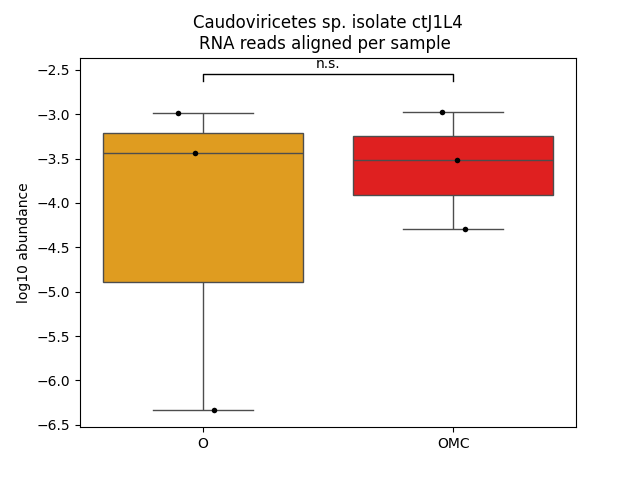 Caudoviricetes sp. isolate ctJ1L4
RNA reads aligned per sample
n.s.
−2.5
−3.0
−3.5
−4.0
−4.5
−5.0
−5.5
−6.0
−6.5
log10 abundance
O
OMC